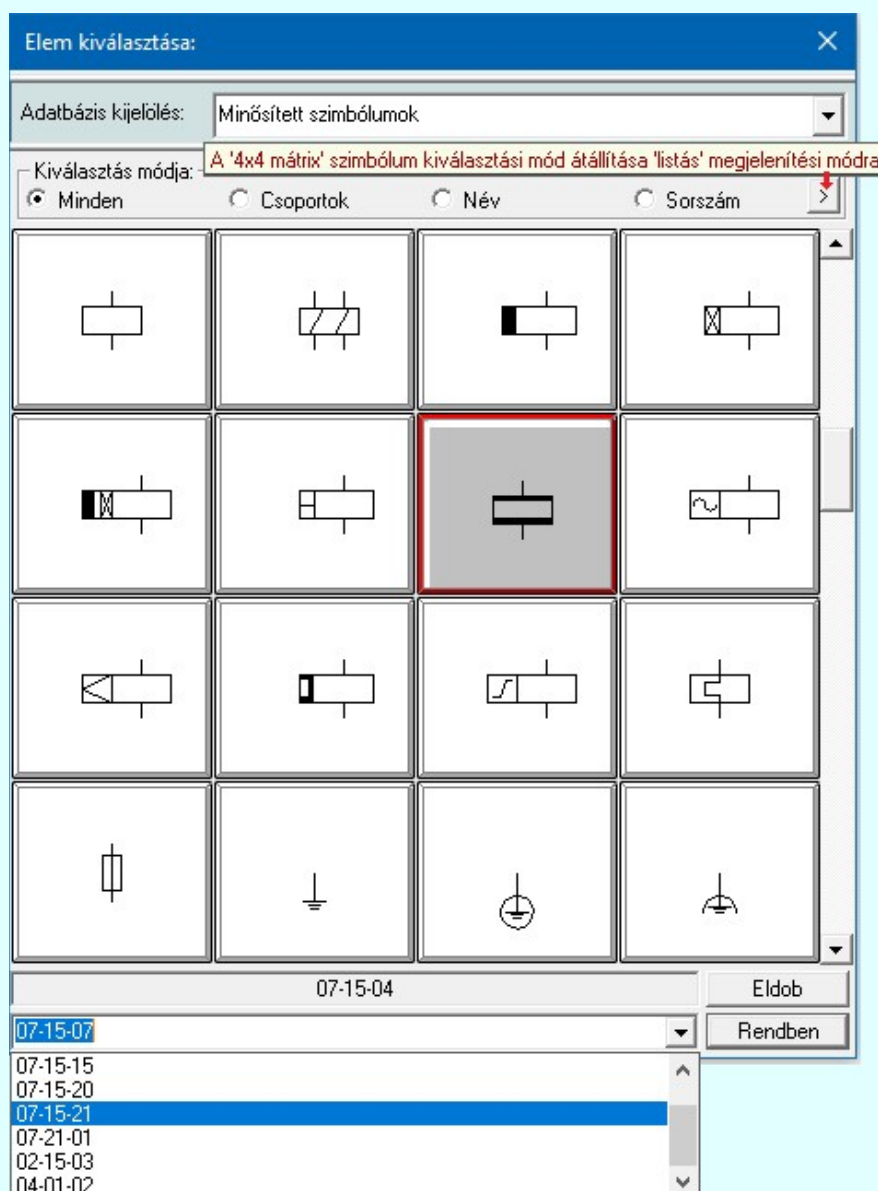 Elem kiválasztása:
Adatbázis kijelölés: Minősített szimbólumok
A '4x4 mátrix' szimbólum kiválasztási mód átállítása 'listás' megjelenítési módra
Kiválasztás módja:
Minden Csoportok Név Sorszám >
07-15-04 Eldob
07-15-07 Rendben
07-15-15
07-15-20
07-15-21
07-21-01
02-15-03
04-01-02